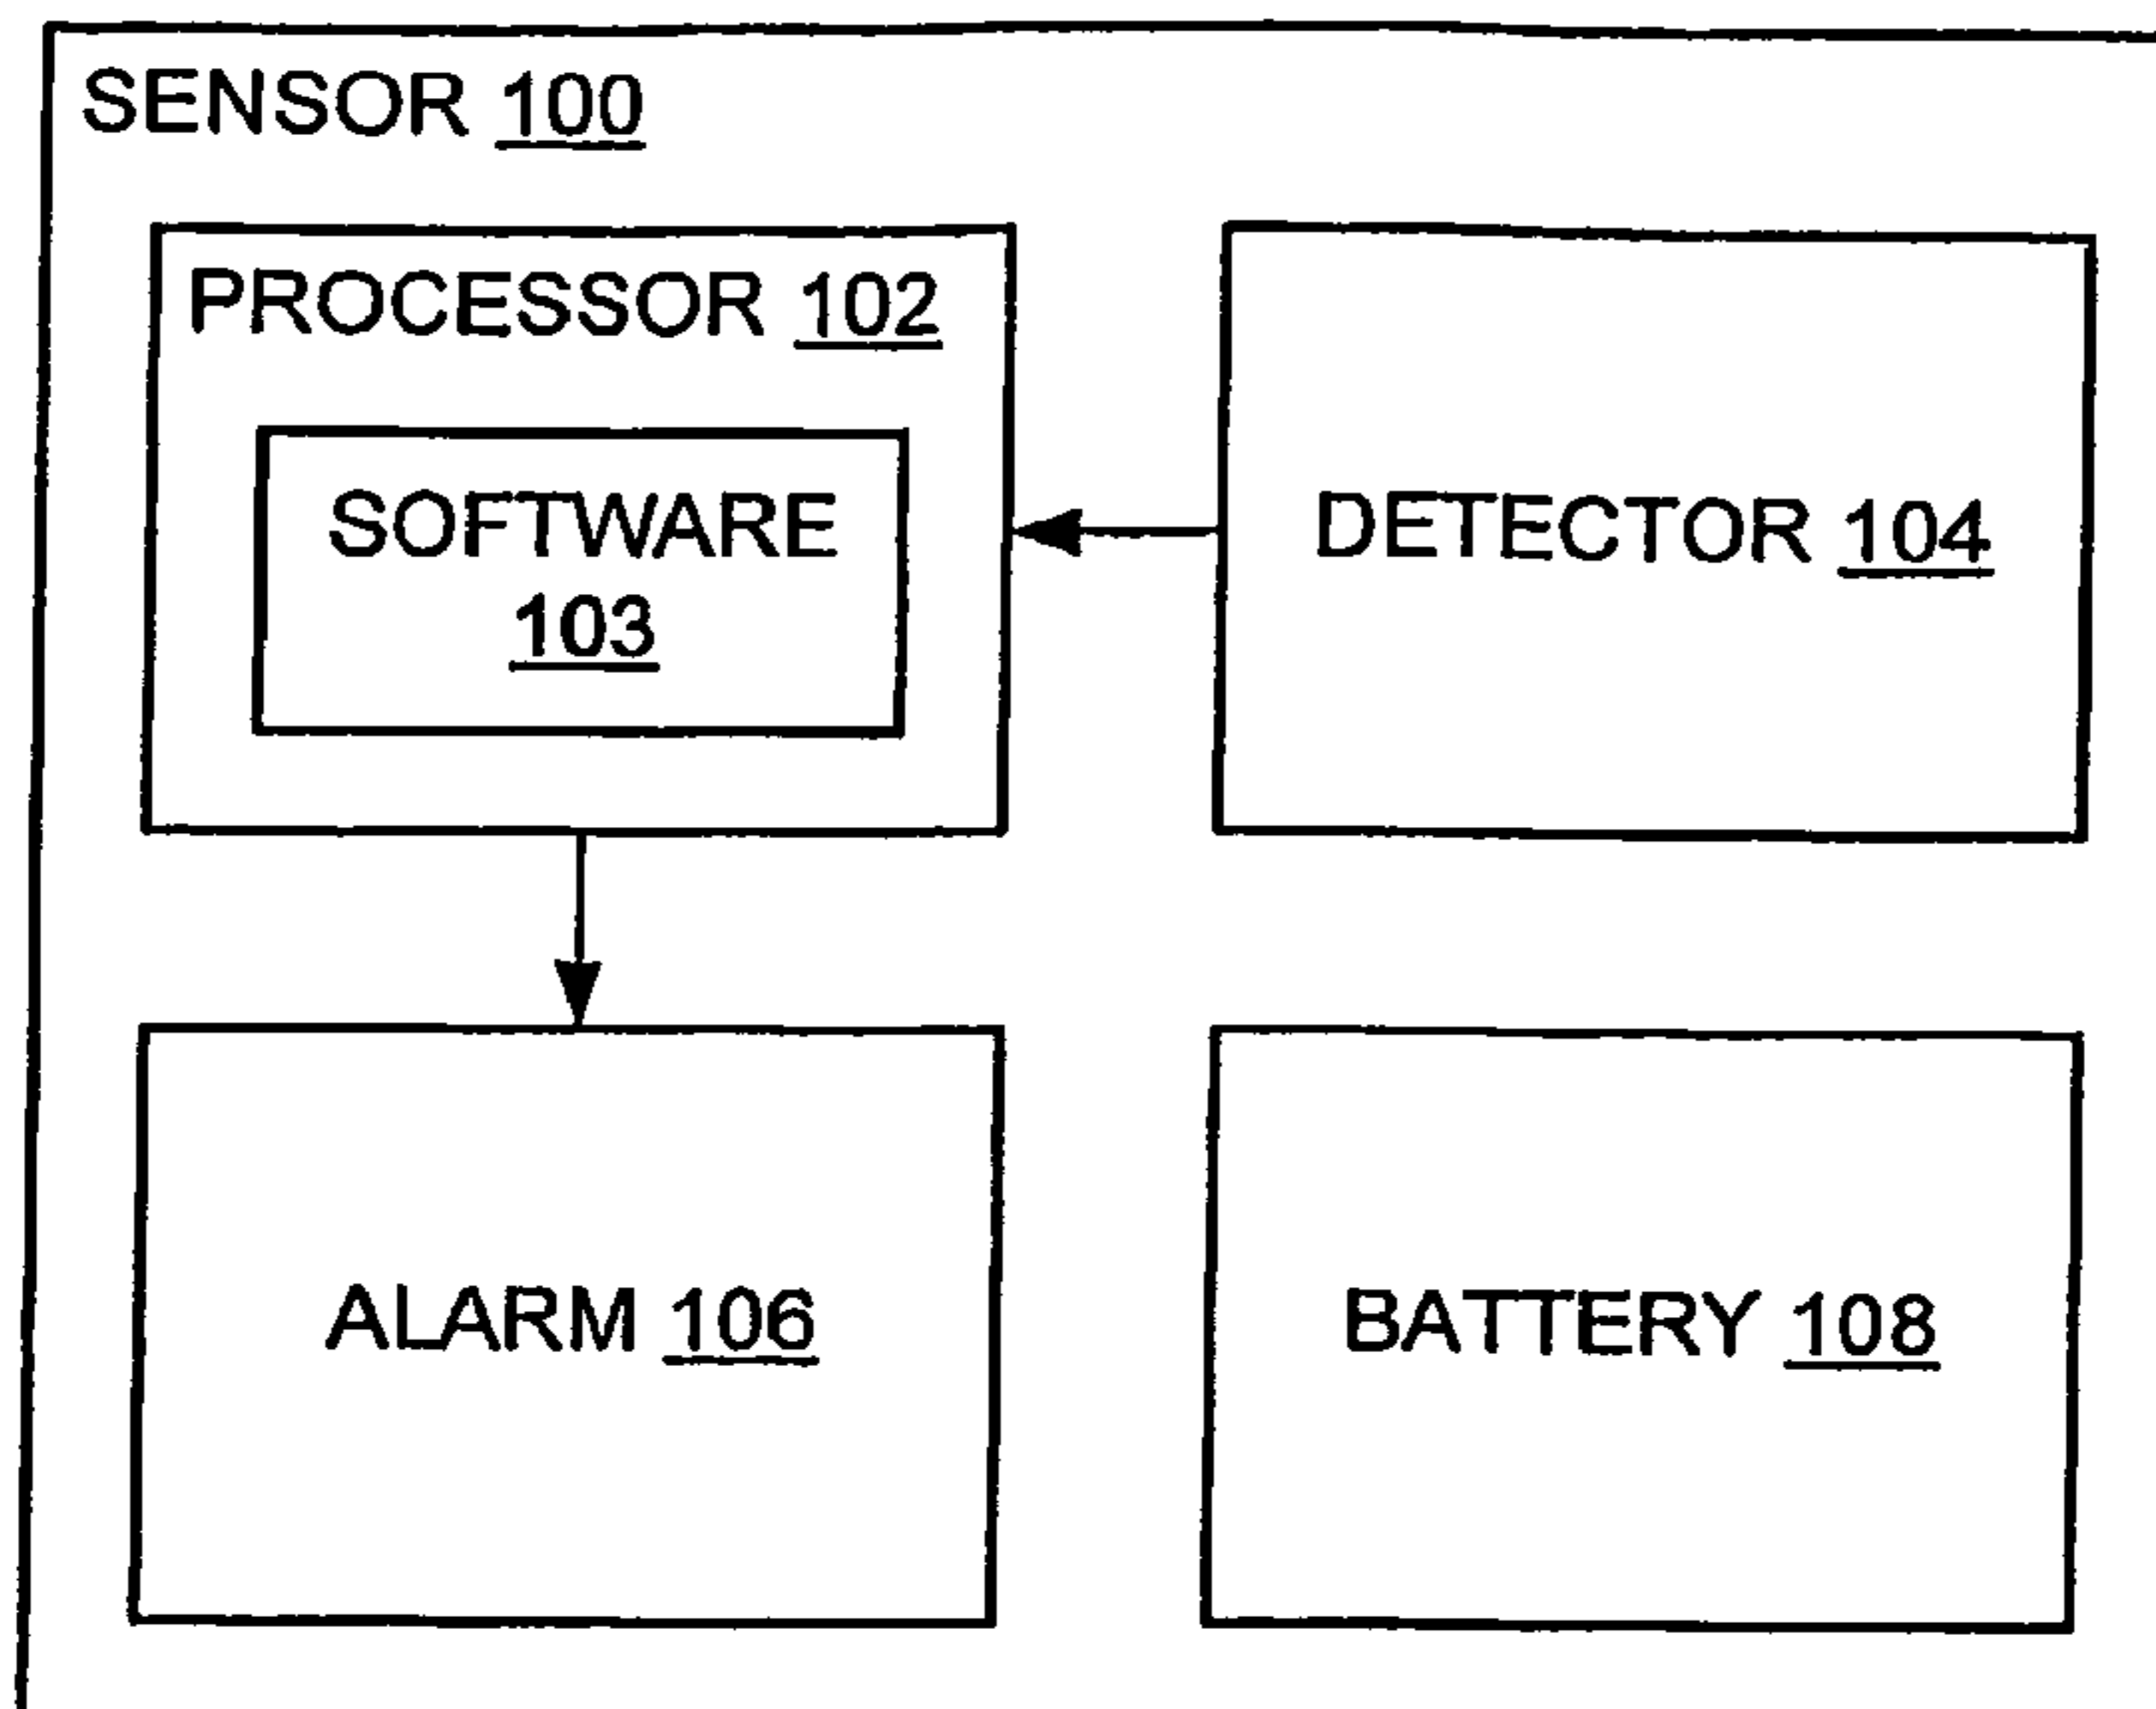 SENSOR 100
PROCESSOR 102
SOFTWARE
103
DETECTOR 104
ALARM 106
BATTERY 108